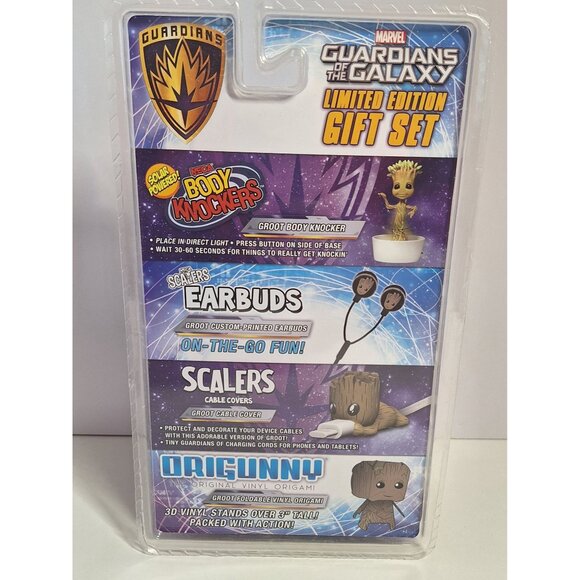 GUARDIANS
MARVEL
GUARDIANS
OF THE GALAXY
LIMITED EDITION
GIFT SET
SOLAR POWERED!
BODY
KNOCKERS
GROOT BODY KNOCKER
• PLACE IN DIRECT LIGHT • PRESS BUTTON ON SIDE OF BASE
• WAIT 30-60 SECONDS FOR THINGS TO REALLY GET KNOCKIN'
SCALERS
EARBUDS
GROOT CUSTOM-PRINTED EARBUDS
ON-THE-GO FUN!
SCALERS
CABLE COVERS
GROOT CABLE COVER
• PROTECT AND DECORATE YOUR DEVICE CABLES
WITH THIS ADORABLE VERSION OF GROOT!
• TINY GUARDIANS OF CHARGING CORDS FOR PHONES AND TABLETS!
ORIGUNNY
ORIGINAL VINYL ORIGAMI
GROOT FOLDABLE VINYL ORIGAMI
3D VINYL STANDS OVER 3" TALL!
PACKED WITH ACTION!